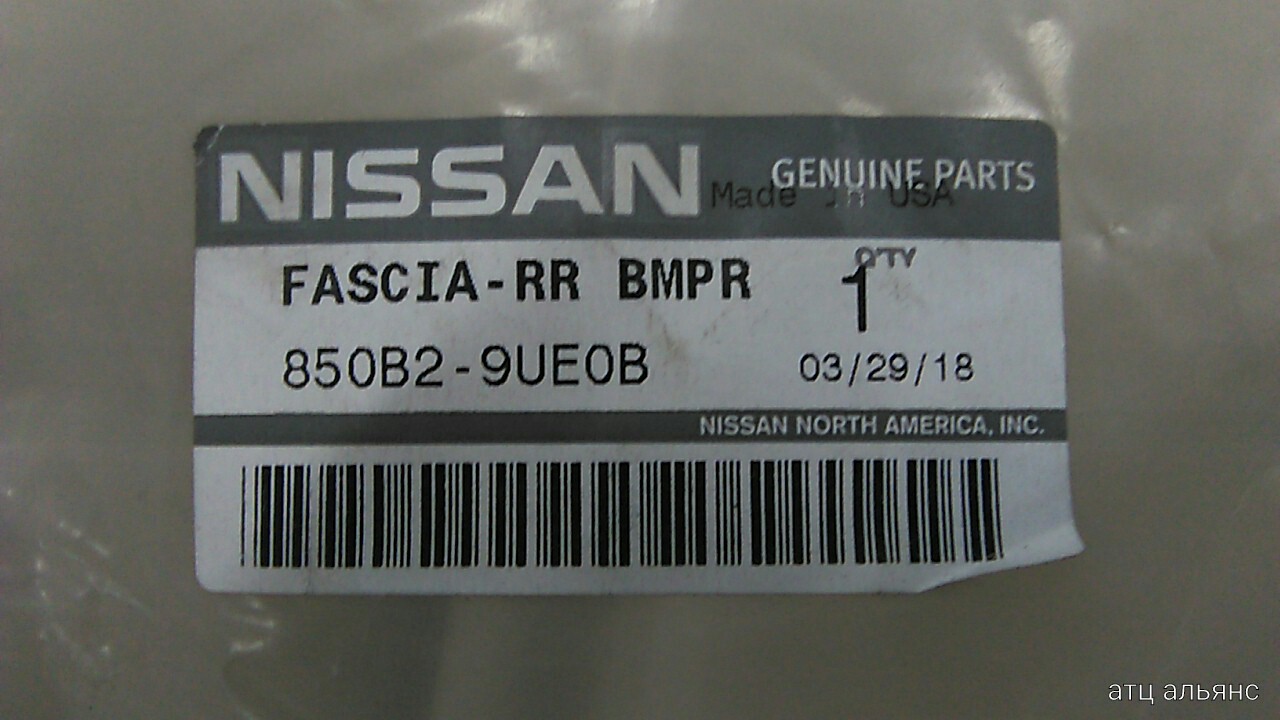 NISSAN GENUINE PARTS
Made in USA
FASCIA-RR BMPR
Q'TY
1
850B2-9UE0B 03/29/18
NISSAN NORTH AMERICA, INC.
атц альянс